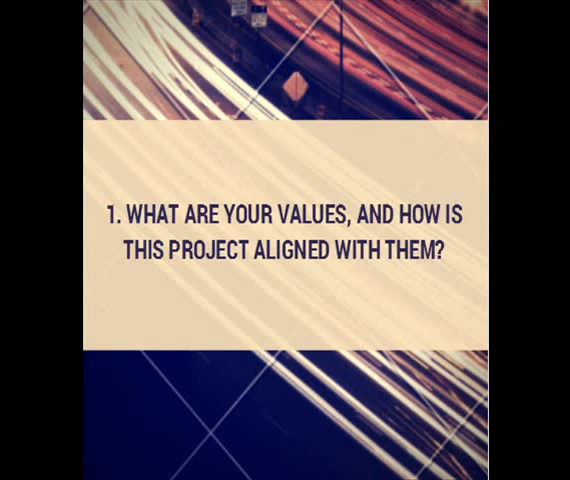 1. WHAT ARE YOUR VALUES, AND HOW IS
THIS PROJECT ALIGNED WITH THEM?